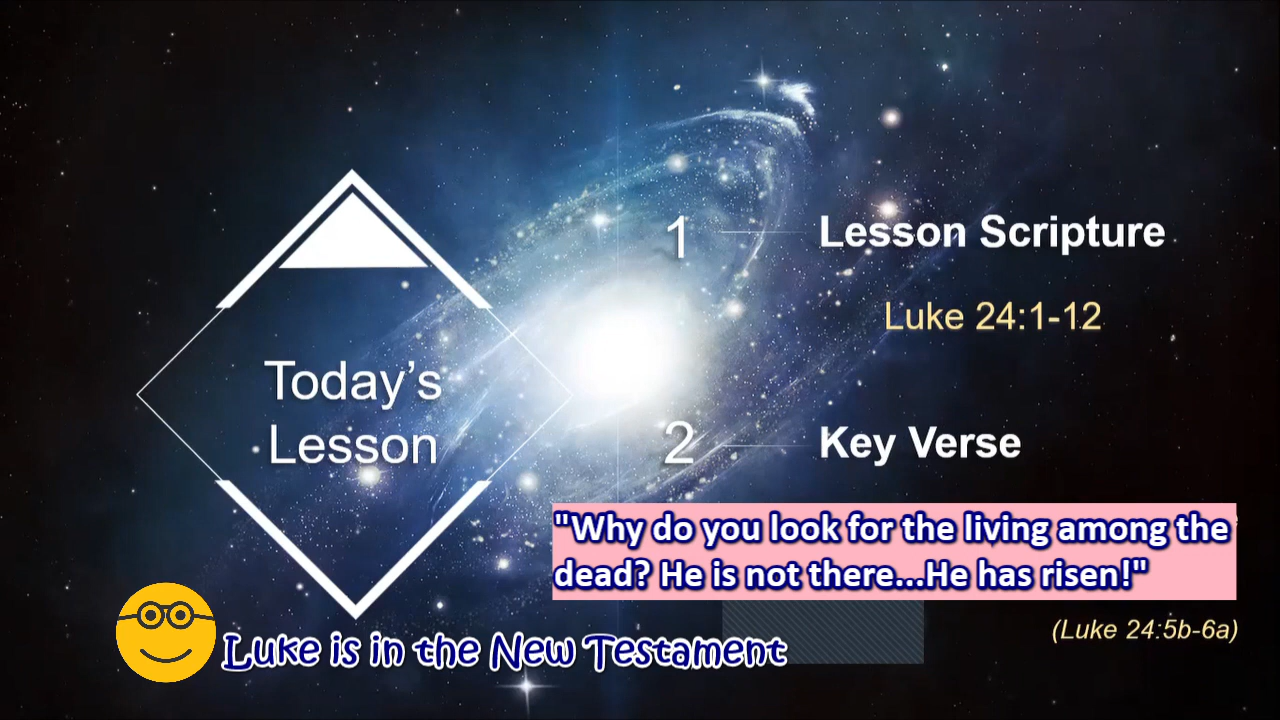 Today’s
Lesson
1
Lesson Scripture
Luke 24:1-12
2
Key Verse
"Why do you look for the living among the
dead? He is not there...He has risen!"
(Luke 24:5b-6a)
Luke is in the New Testament